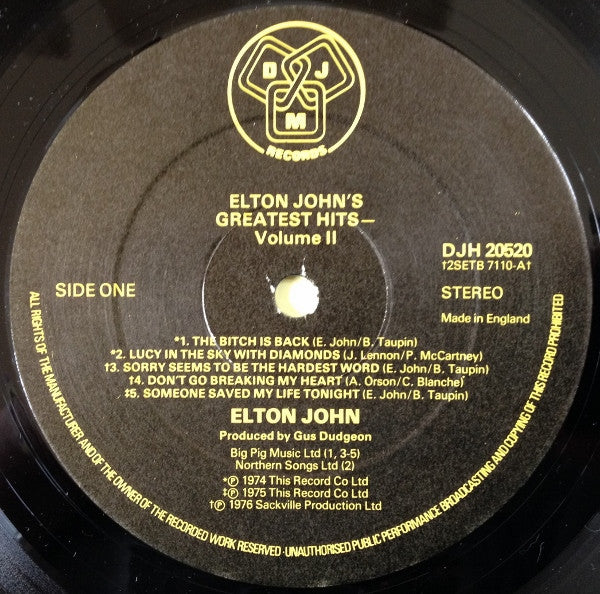 D J
M
RECORDS
ELTON JOHN'S
GREATEST HITS—
Volume II
DJH 20520
†2SETB 7110-A†
SIDE ONE
STEREO
Made in England
*1. THE BITCH IS BACK (E. John/B. Taupin)
*2. LUCY IN THE SKY WITH DIAMONDS (J. Lennon/P. McCartney)
†3. SORRY SEEMS TO BE THE HARDEST WORD (E. John/B. Taupin)
†4. DON'T GO BREAKING MY HEART (A. Orson/C. Blanche)
‡5. SOMEONE SAVED MY LIFE TONIGHT (E. John/B. Taupin)
ELTON JOHN
Produced by Gus Dudgeon
Big Pig Music Ltd (1, 3-5)
Northern Songs Ltd (2)
*℗ 1974 This Record Co Ltd
‡℗ 1975 This Record Co Ltd
†℗ 1976 Sackville Production Ltd
ALL RIGHTS OF THE MANUFACTURER AND OF THE OWNER OF THE RECORDED WORK RESERVED · UNAUTHORISED PUBLIC PERFORMANCE BROADCASTING AND COPYING OF THIS RECORD PROHIBITED